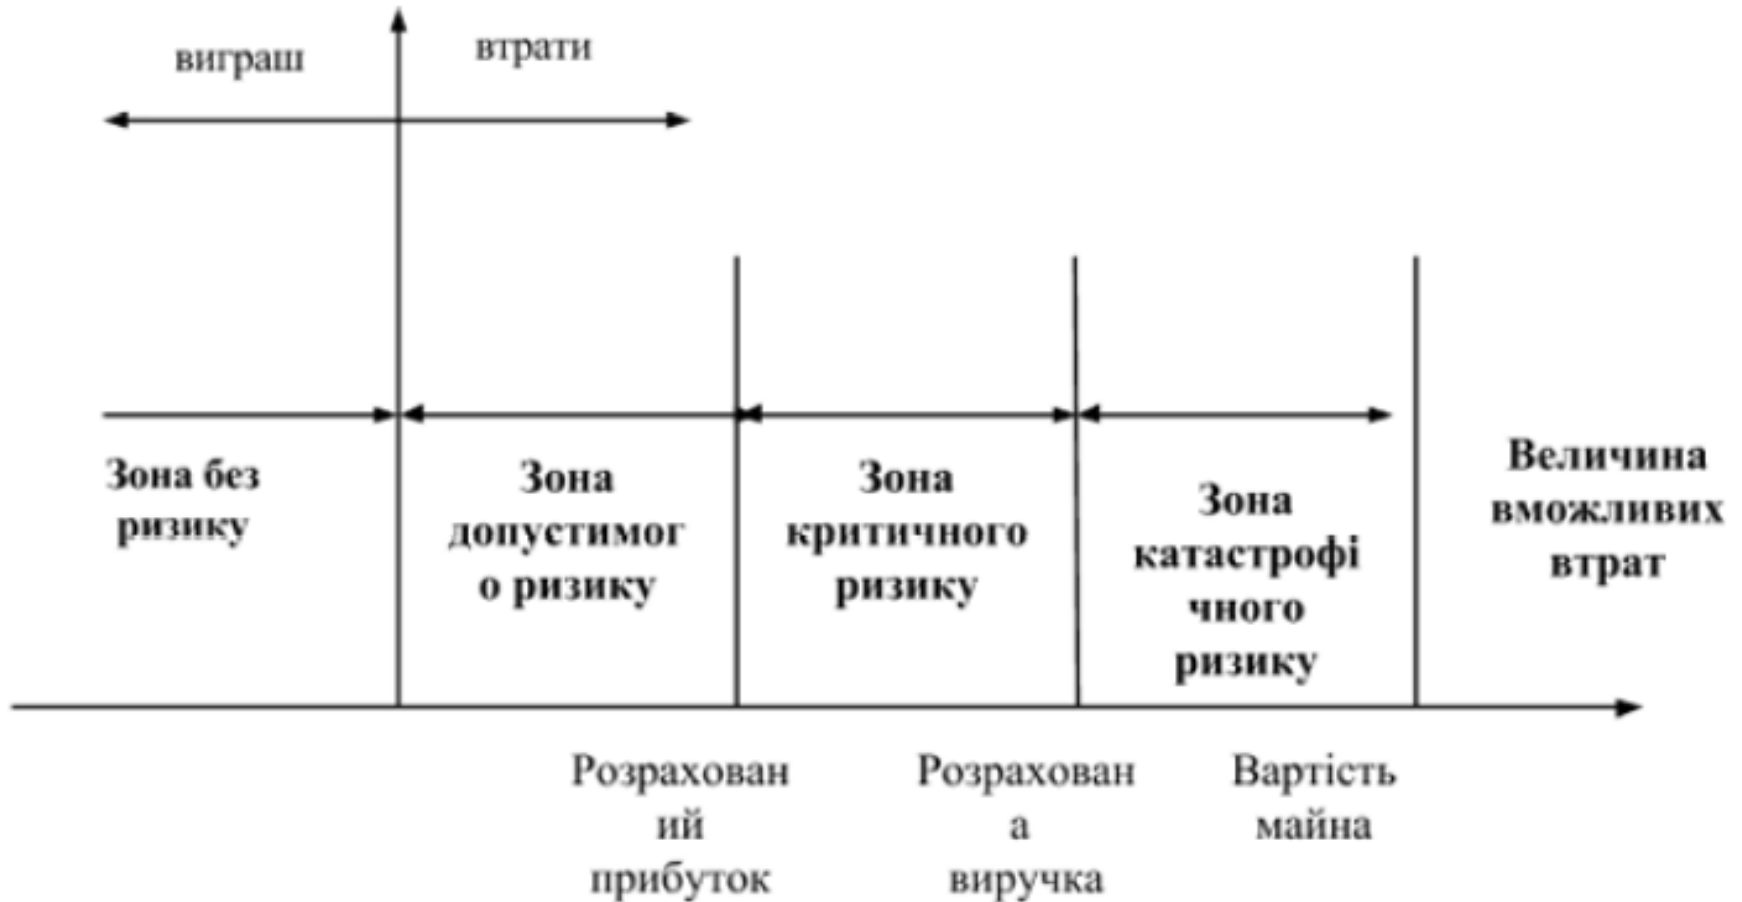 виграш
втрати
Зона без
ризику
Зона
допустимог
о ризику
Зона
критичного
ризику
Зона
катастрофі
чного
ризику
Величина
вможливих
втрат
Розрахован
ий
прибуток
Розрахован
а
виручка
Вартість
майна